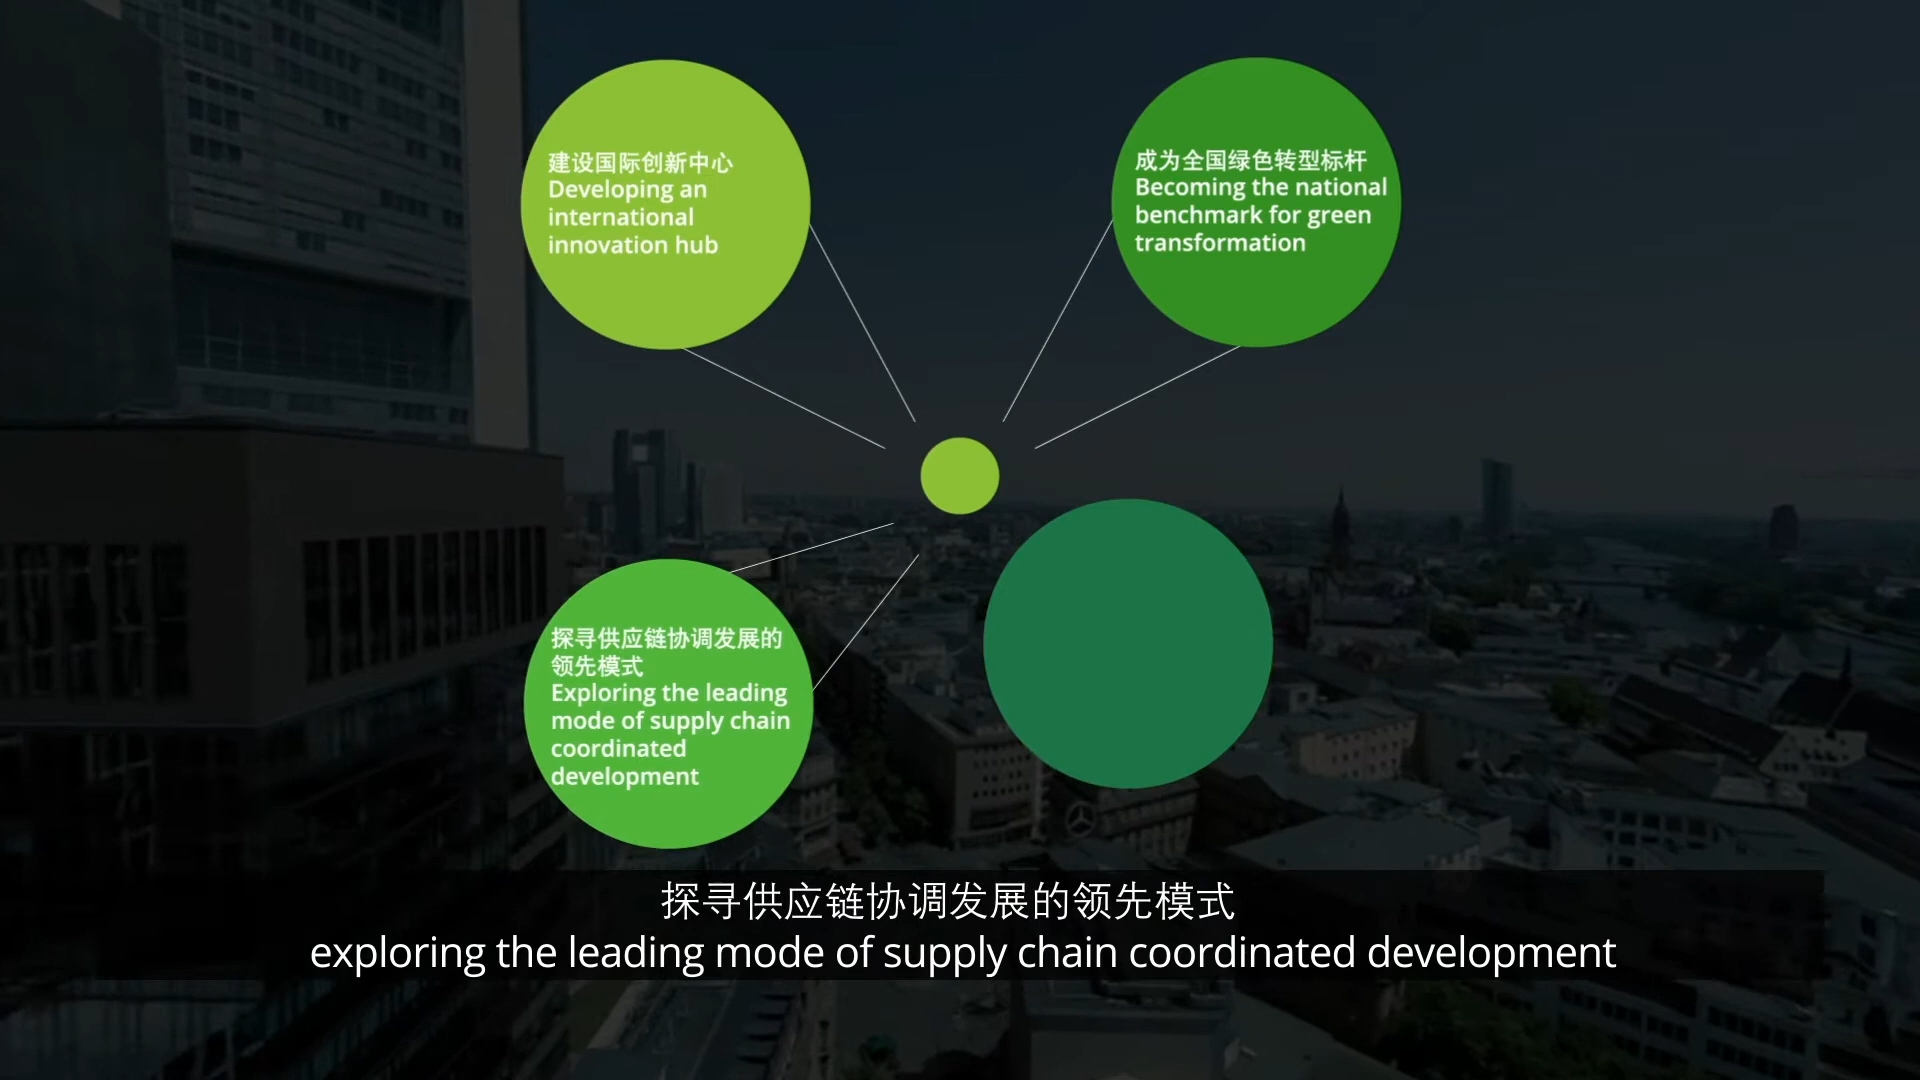 建设国际创新中心
Developing an
international
innovation hub
成为全国绿色转型标杆
Becoming the national
benchmark for green
transformation
探寻供应链协调发展的
领先模式
Exploring the leading
mode of supply chain
coordinated
development
探寻供应链协调发展的领先模式
exploring the leading mode of supply chain coordinated development